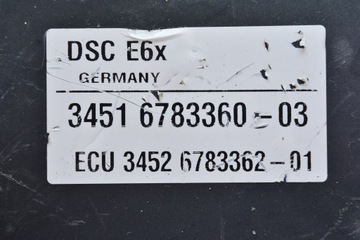 DSC E6x
GERMANY
3451 6783360-03
ECU 3452 6783362-01